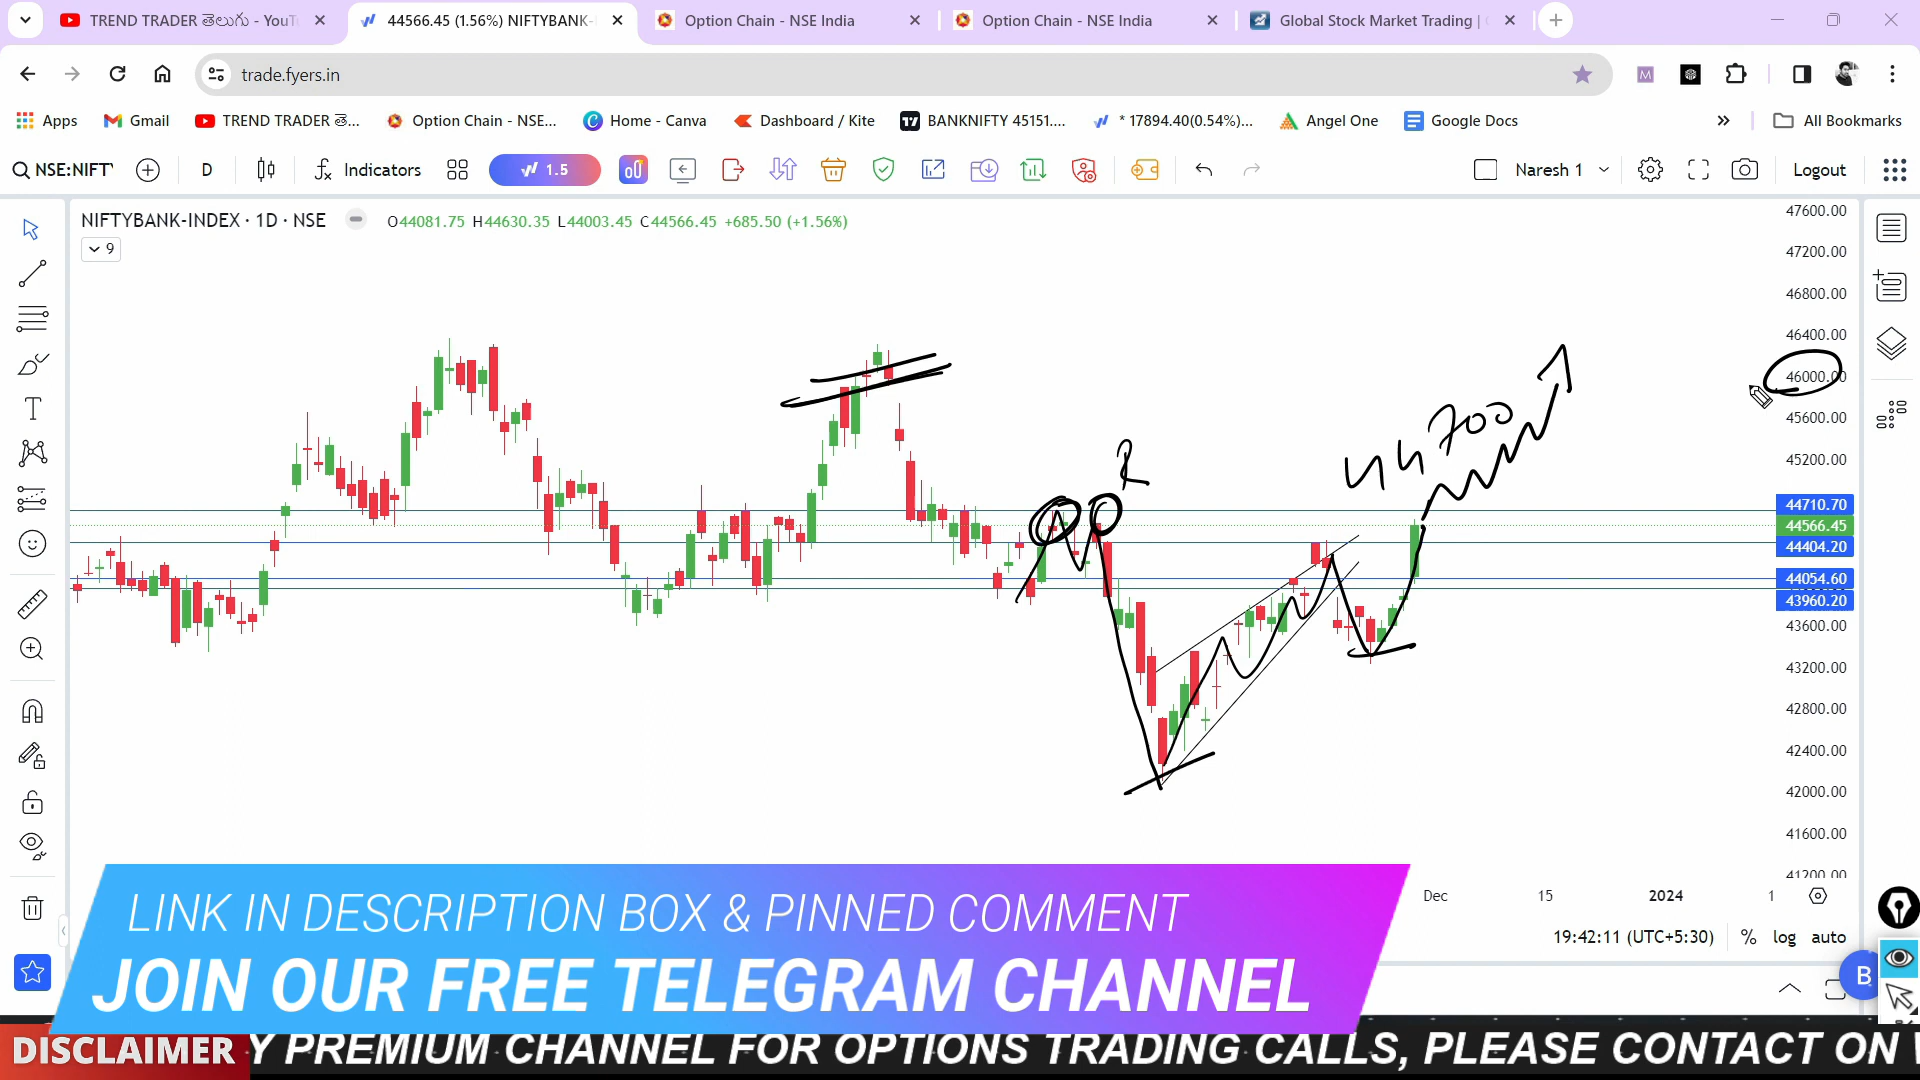 TREND TRADER తెలుగు - YouT
44566.45 (1.56%) NIFTYBANK-
Option Chain - NSE India
Option Chain - NSE India
Global Stock Market Trading |
trade.fyers.in
M
Apps
Gmail
TREND TRADER తె...
Option Chain - NSE...
Home - Canva
Dashboard / Kite
BANKNIFTY 45151....
* 17894.40(0.54%)...
Angel One
Google Docs
All Bookmarks
NSE:NIFTY
D
Indicators
1.5
Naresh 1
Logout
NIFTYBANK-INDEX · 1D · NSE
O44081.75 H44630.35 L44003.45 C44566.45 +685.50 (+1.56%)
9
47600.00
47200.00
46800.00
46400.00
46000.00
45600.00
45200.00
44710.70
44566.45
44404.20
44054.60
43960.20
43600.00
43200.00
42800.00
42400.00
42000.00
41600.00
41200.00
R
44700
Dec
15
2024
1
19:42:11 (UTC+5:30)
%
log
auto
B
LINK IN DESCRIPTION BOX & PINNED COMMENT
JOIN OUR FREE TELEGRAM CHANNEL
DISCLAIMER
Y PREMIUM CHANNEL FOR OPTIONS TRADING CALLS, PLEASE CONTACT ON